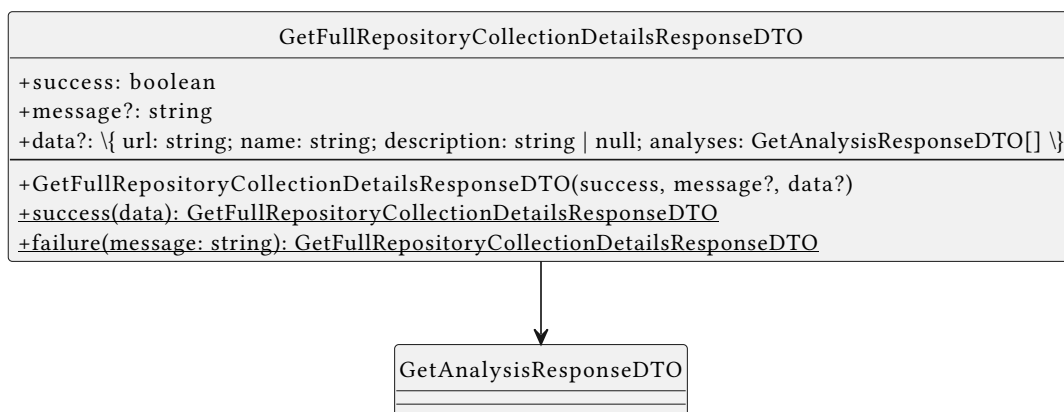 GetFullRepositoryCollectionDetailsResponseDTO
+success: boolean
+message?: string
+data?: \{ url: string; name: string; description: string | null; analyses: GetAnalysisResponseDTO[] \}
+GetFullRepositoryCollectionDetailsResponseDTO(success, message?, data?)
+success(data): GetFullRepositoryCollectionDetailsResponseDTO
+failure(message: string): GetFullRepositoryCollectionDetailsResponseDTO
GetAnalysisResponseDTO